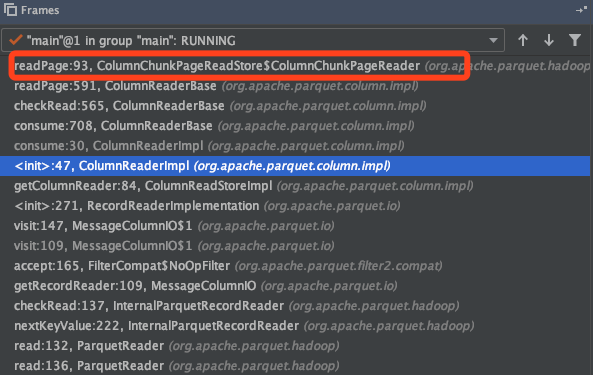 Frames
"main"@1 in group "main": RUNNING
readPage:93, ColumnChunkPageReadStore$ColumnChunkPageReader (org.apache.parquet.hadoop
readPage:591, ColumnReaderBase (org.apache.parquet.column.impl)
checkRead:565, ColumnReaderBase (org.apache.parquet.column.impl)
consume:708, ColumnReaderBase (org.apache.parquet.column.impl)
consume:30, ColumnReaderImpl (org.apache.parquet.column.impl)
<init>:47, ColumnReaderImpl (org.apache.parquet.column.impl)
getColumnReader:84, ColumnReadStoreImpl (org.apache.parquet.column.impl)
<init>:271, RecordReaderImplementation (org.apache.parquet.io)
visit:147, MessageColumnIO$1 (org.apache.parquet.io)
visit:109, MessageColumnIO$1 (org.apache.parquet.io)
accept:165, FilterCompat$NoOpFilter (org.apache.parquet.filter2.compat)
getRecordReader:109, MessageColumnIO (org.apache.parquet.io)
checkRead:137, InternalParquetRecordReader (org.apache.parquet.hadoop)
nextKeyValue:222, InternalParquetRecordReader (org.apache.parquet.hadoop)
read:132, ParquetReader (org.apache.parquet.hadoop)
read:136, ParquetReader (org.apache.parquet.hadoop)